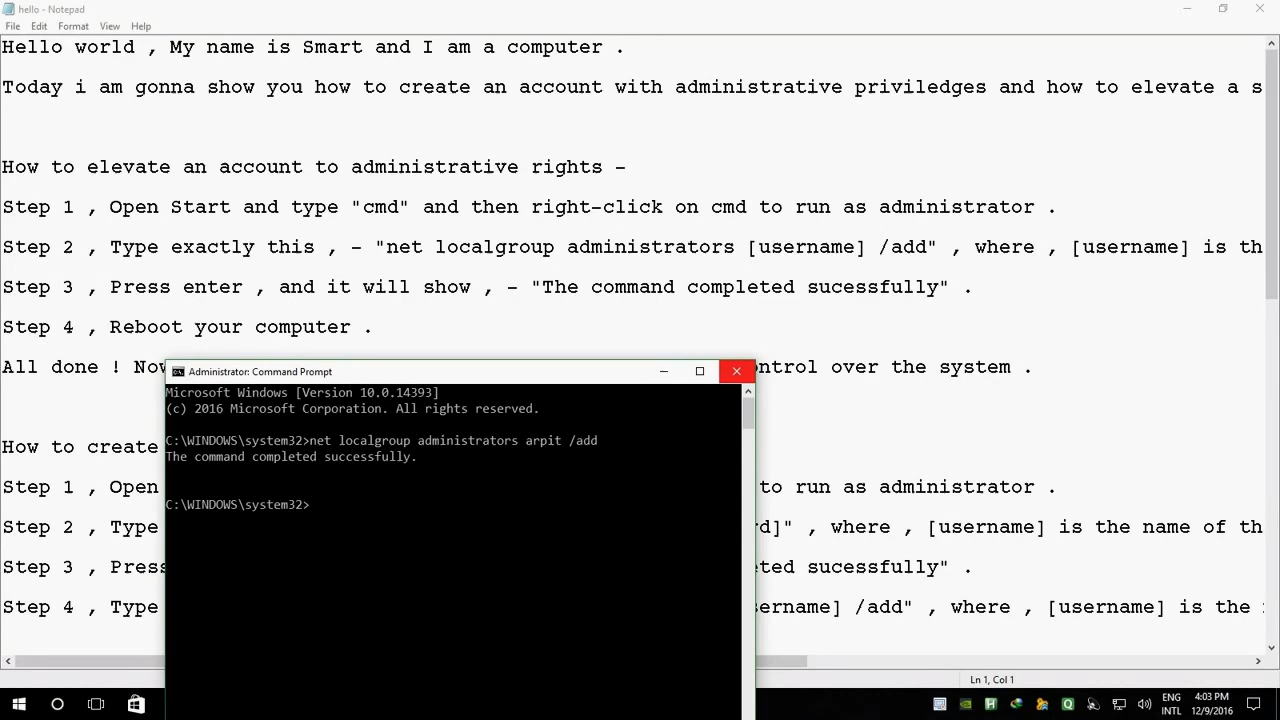 hello - Notepad
File Edit Format View Help
Hello world , My name is Smart and I am a computer .
Today i am gonna show you how to create an account with administrative priviledges and how to elevate a s
How to elevate an account to administrative rights -
Step 1 , Open Start and type "cmd" and then right-click on cmd to run as administrator .
Step 2 , Type exactly this , - "net localgroup administrators [username] /add" , where , [username] is th
Step 3 , Press enter , and it will show , - "The command completed sucessfully" .
Step 4 , Reboot your computer .
All done ! Now ontrol over the system .
Administrator: Command Prompt
Microsoft Windows [Version 10.0.14393]
(c) 2016 Microsoft Corporation. All rights reserved.
C:\WINDOWS\system32>net localgroup administrators arpit /add
The command completed successfully.
C:\WINDOWS\system32>
How to create
Step 1 , Open to run as administrator .
Step 2 , Type rd]" , where , [username] is the name of th
Step 3 , Press eted sucessfully" .
Step 4 , Type sername] /add" , where , [username] is the
Ln 1, Col 1
ENG
INTL
4:03 PM
12/9/2016